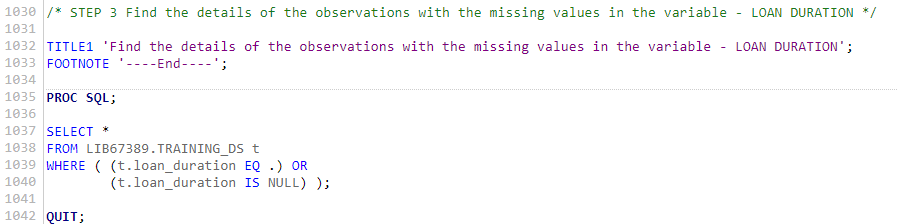 1030 /* STEP 3 Find the details of the observations with the missing values in the variable - LOAN DURATION */
1031
1032 TITLE1 'Find the details of the observations with the missing values in the variable - LOAN DURATION';
1033 FOOTNOTE '----End----';
1034
1035 PROC SQL;
1036
1037 SELECT *
1038 FROM LIB67389.TRAINING_DS t
1039 WHERE ( (t.loan_duration EQ .) OR
1040         (t.loan_duration IS NULL) );
1041
1042 QUIT;